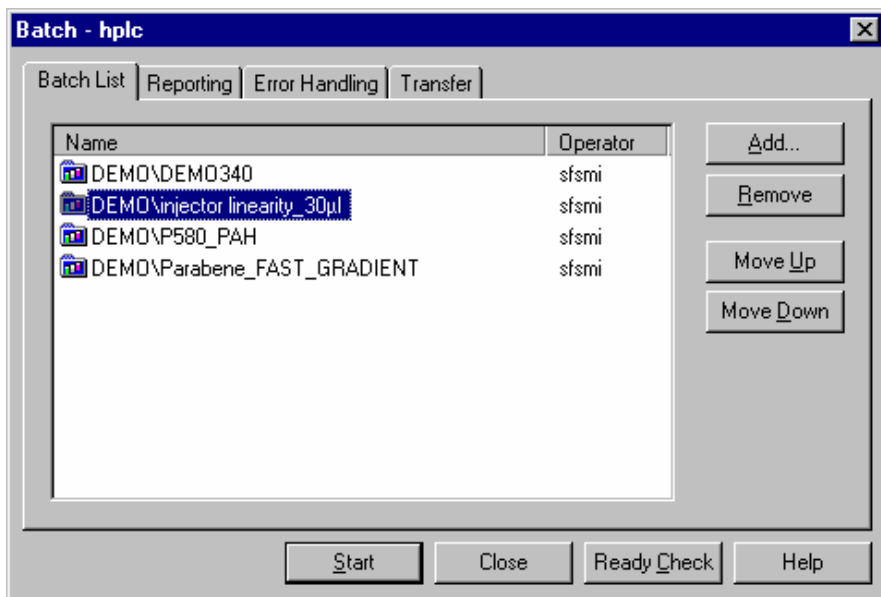 Batch - hplc
Batch List Reporting Error Handling Transfer
Name Operator
DEMO\DEMO340 sfsmi
DEMO\injector linearity_30µl sfsmi
DEMO\P580_PAH sfsmi
DEMO\Parabene_FAST_GRADIENT sfsmi
Add...
Remove
Move Up
Move Down
Start Close Ready Check Help